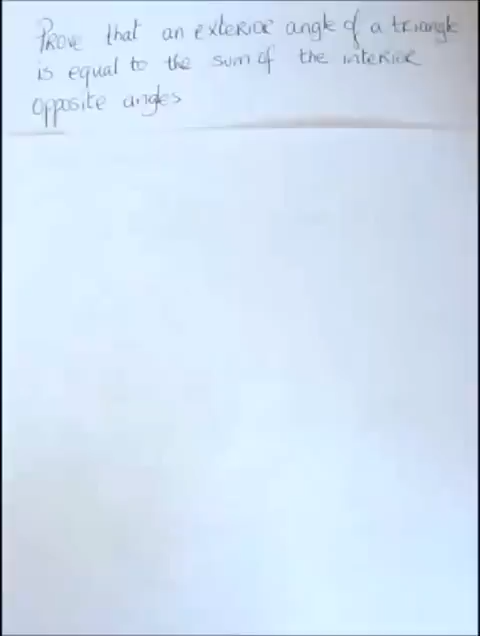 PROVE that an exterior angle of a triangle
is equal to the sum of the interior
opposite angles